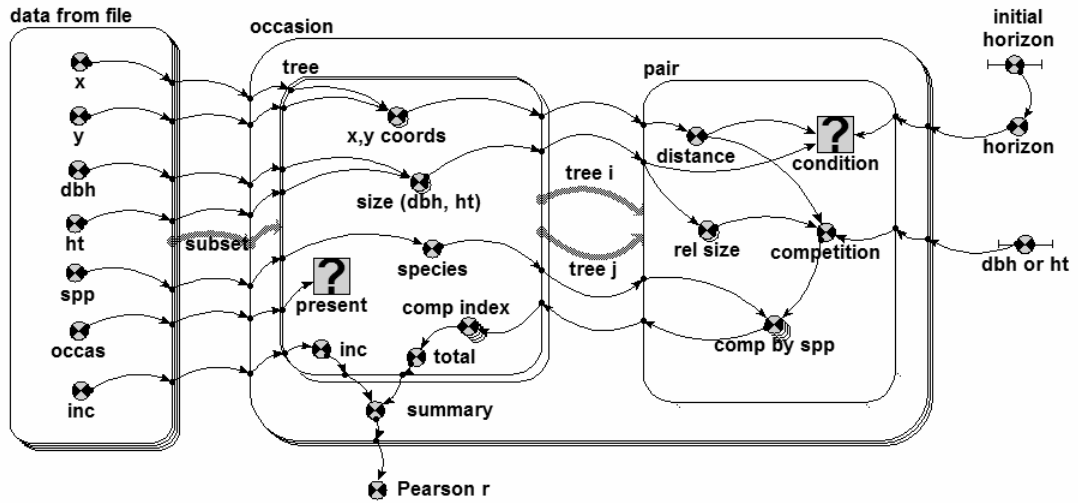 data from file
x
y
dbh
ht
spp
occas
inc
subset
occasion
tree
x,y coords
size (dbh, ht)
species
?
present
comp index
inc
total
summary
Pearson r
tree i
tree j
pair
distance
?
condition
rel size
competition
comp by spp
initial
horizon
horizon
dbh or ht